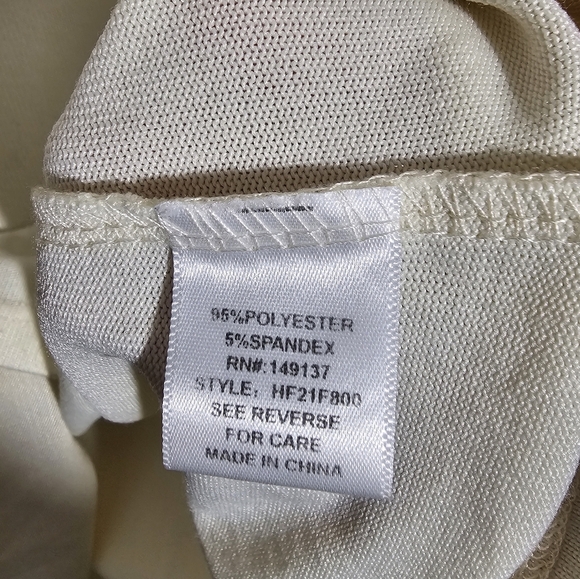 95%POLYESTER
5%SPANDEX
RN#:149137
STYLE: HF21F800
SEE REVERSE
FOR CARE
MADE IN CHINA